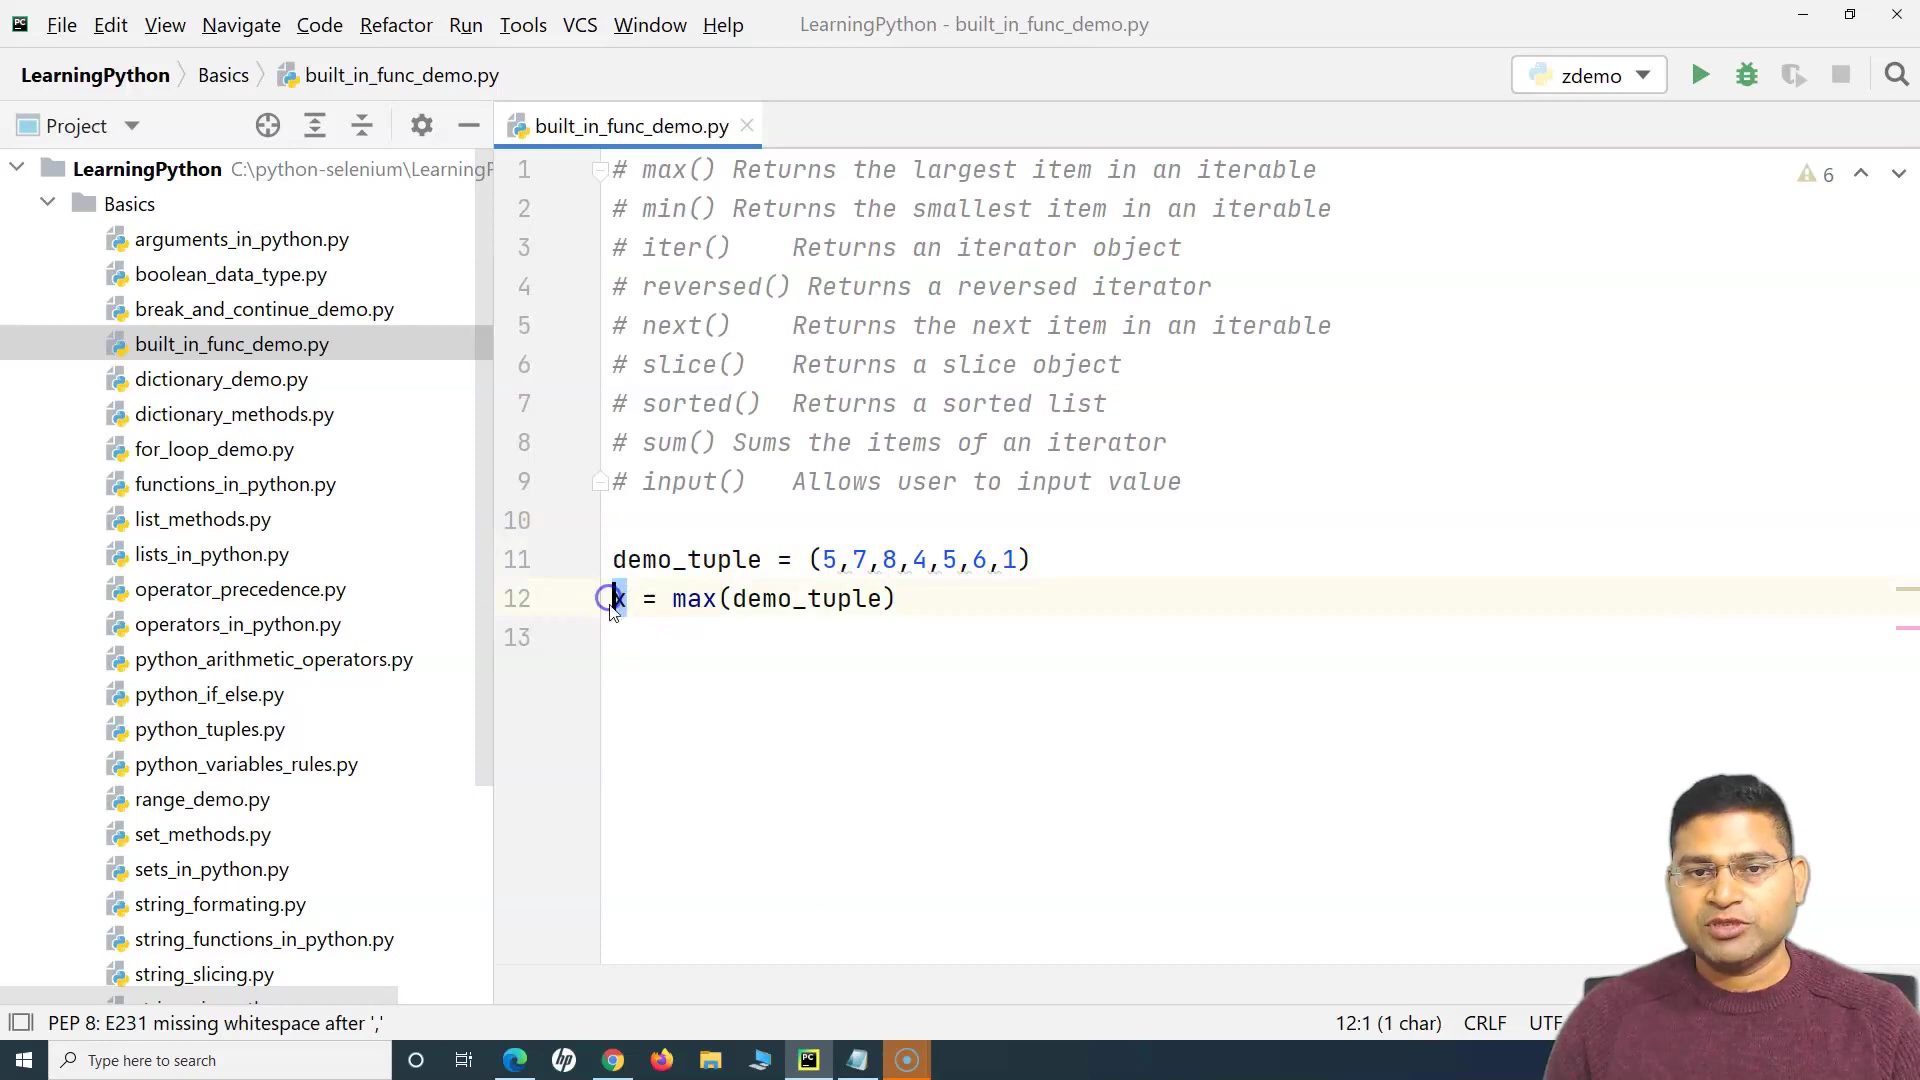 File Edit View Navigate Code Refactor Run Tools VCS Window Help LearningPython - built_in_func_demo.py
LearningPython Basics built_in_func_demo.py zdemo
Project built_in_func_demo.py
LearningPython C:\python-selenium\Learning
Basics
arguments_in_python.py
boolean_data_type.py
break_and_continue_demo.py
built_in_func_demo.py
dictionary_demo.py
dictionary_methods.py
for_loop_demo.py
functions_in_python.py
list_methods.py
lists_in_python.py
operator_precedence.py
operators_in_python.py
python_arithmetic_operators.py
python_if_else.py
python_tuples.py
python_variables_rules.py
range_demo.py
set_methods.py
sets_in_python.py
string_formating.py
string_functions_in_python.py
string_slicing.py
1 # max() Returns the largest item in an iterable
2 # min() Returns the smallest item in an iterable
3 # iter() Returns an iterator object
4 # reversed() Returns a reversed iterator
5 # next() Returns the next item in an iterable
6 # slice() Returns a slice object
7 # sorted() Returns a sorted list
8 # sum() Sums the items of an iterator
9 # input() Allows user to input value
10
11 demo_tuple = (5,7,8,4,5,6,1)
12 x = max(demo_tuple)
13
6
PEP 8: E231 missing whitespace after ',' 12:1 (1 char) CRLF UTF
Type here to search